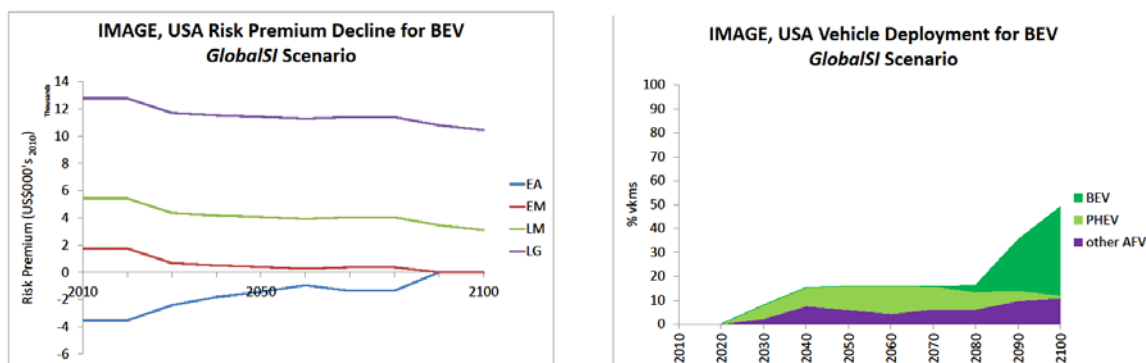 IMAGE, USA Risk Premium Decline for BEV
GlobalSI Scenario
Risk Premium (US$000's 2010)
Thousands
14
12
10
8
6
4
2
0
-2
-4
-6
2010
2050
2100
EA
EM
LM
LG
IMAGE, USA Vehicle Deployment for BEV
GlobalSI Scenario
% vkms
100
90
80
70
60
50
40
30
20
10
0
2010
2020
2030
2040
2050
2060
2070
2080
2090
2100
BEV
PHEV
other AFV